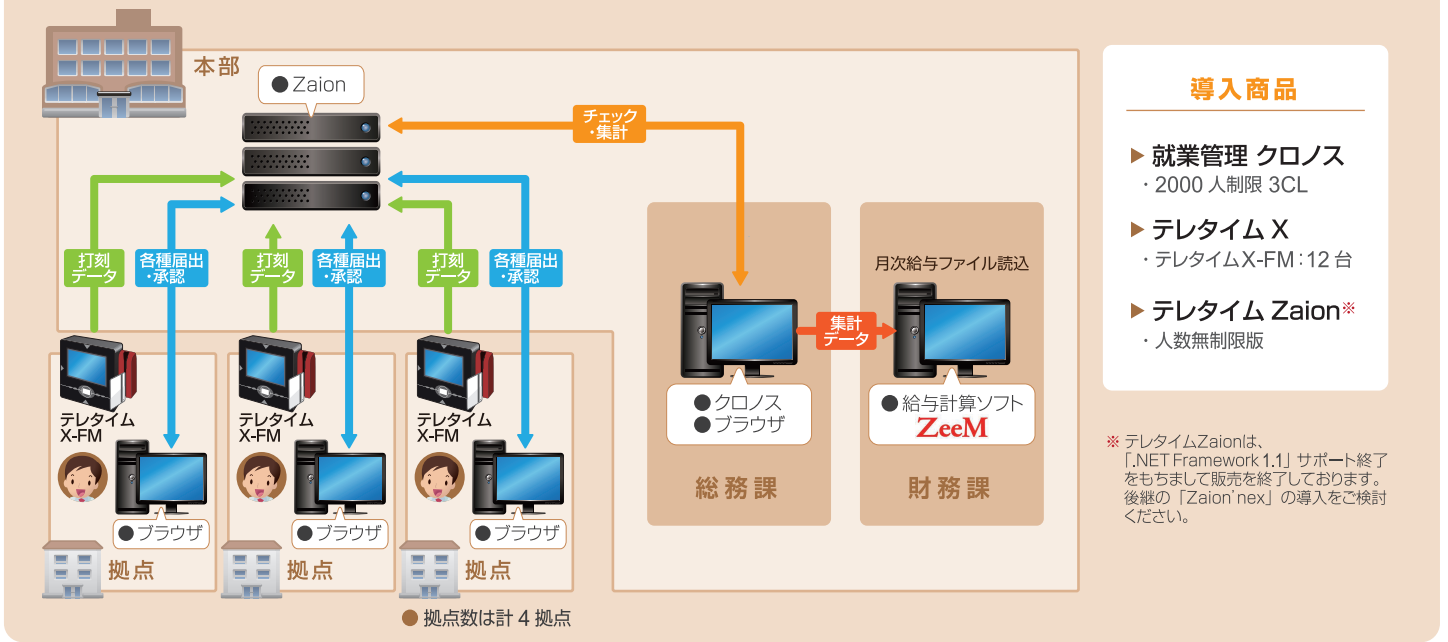 本部
● Zaion
チェック
・集計
打刻
データ
各種届出
・承認
打刻
データ
各種届出
・承認
打刻
データ
各種届出
・承認
テレタイム
X-FM
テレタイム
X-FM
テレタイム
X-FM
● ブラウザ
● ブラウザ
● ブラウザ
拠点
拠点
拠点
● 拠点数は計 4 拠点
集計
データ
● クロノス
● ブラウザ
総務課
月次給与ファイル読込
● 給与計算ソフト
ZeeM
財務課
導入商品
▶ 就業管理 クロノス
・2000 人制限 3CL
▶ テレタイム X
・テレタイムX-FM：12 台
▶ テレタイム Zaion※
・人数無制限版
※ テレタイムZaionは、
「.NET Framework 1.1」サポート終了
をもちまして販売を終了しております。
後継の「Zaion'nex」の導入をご検討
ください。